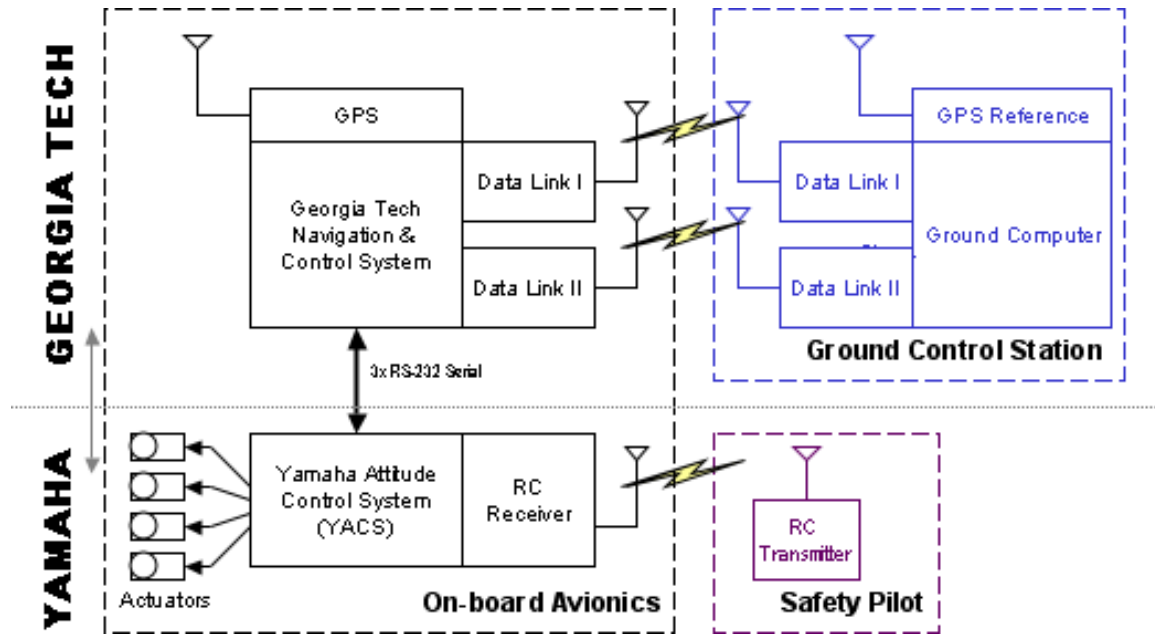 GEORGIA TECH
GPS
Georgia Tech
Navigation &
Control System
Data Link I
Data Link II
GPS Reference
Data Link I
Ground Computer
Data Link II
Ground Control Station
3x RS-232 Serial
YAMAHA
Yamaha Attitude
Control System
(YACS)
RC
Receiver
Actuators
On-board Avionics
RC
Transmitter
Safety Pilot